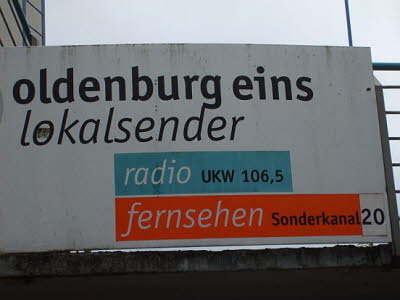 oldenburg eins
lokalsender
radio UKW 106,5
fernsehen Sonderkanal 20